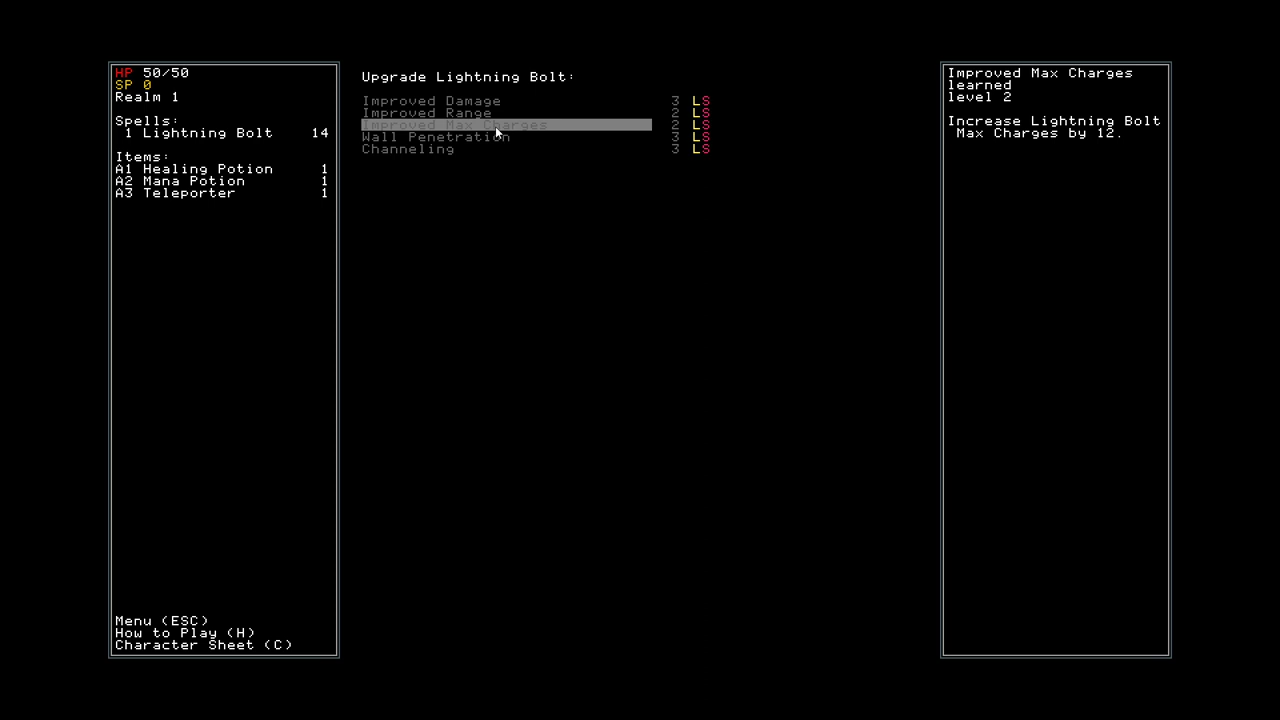 HP 50/50
SP 0
Realm 1
Spells:
1 Lightning Bolt 14
Items:
A1 Healing Potion 1
A2 Mana Potion 1
A3 Teleporter 1
Menu (ESC)
How to Play (H)
Character Sheet (C)
Upgrade Lightning Bolt:
Improved Damage 3 LS
Improved Range 2 LS
Improved Max Charges 2 LS
Wall Penetration 3 LS
Channeling 3 LS
Improved Max Charges
learned
level 2
Increase Lightning Bolt
Max Charges by 12.